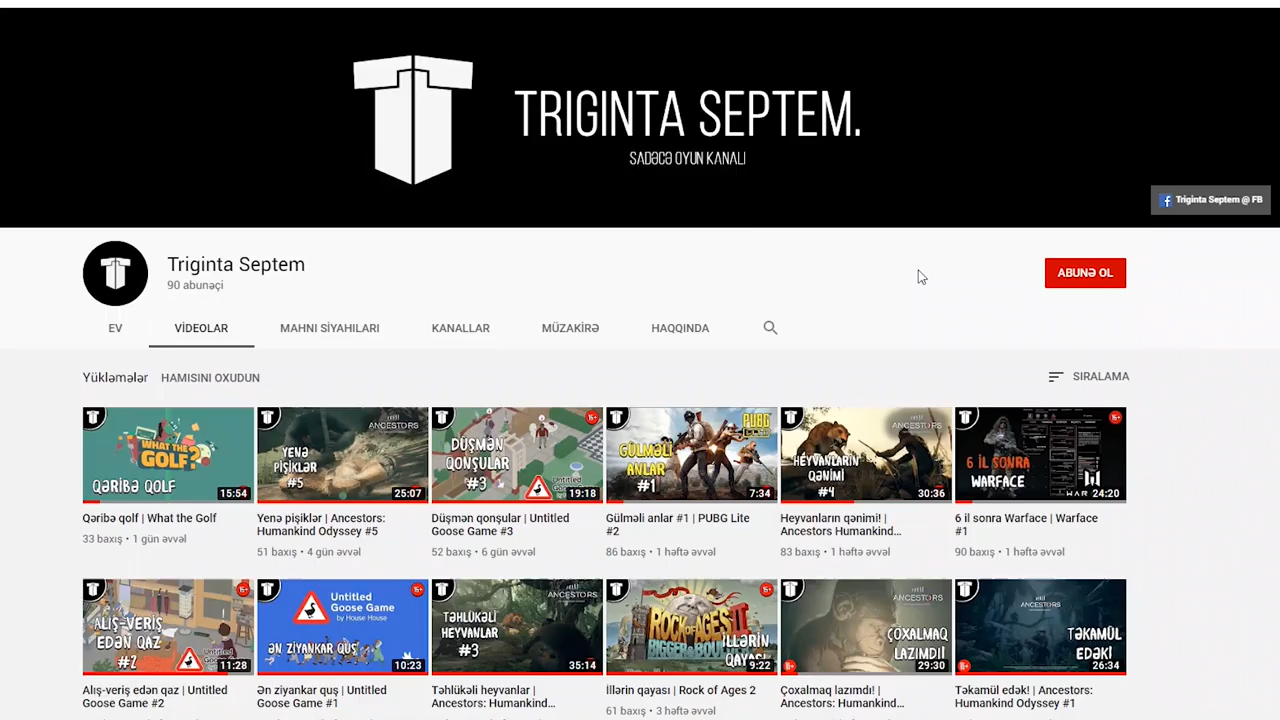 TRIGINTA SEPTEM.
SADƏCƏ OYUN KANALI
Triginta Septem @ FB
Triginta Septem
90 abunəçi
ABUNƏ OL
EV VİDEOLAR MAHNI SİYAHILARI KANALLAR MÜZAKİRƏ HAQQINDA
Yükləmələr HAMISINI OXUDUN SIRALAMA
WHAT THE GOLF?
QƏRİBƏ QOLF
15:54
ANCESTORS
YENƏ PİŞİKLƏR #5
25:07
DÜŞMƏN QONŞULAR #3
Untitled
19:18
PUBG LITE
GÜLMƏLİ ANLAR #1
7:34
ANCESTORS
HEYVANLARIN QƏNİMİ #4
30:36
6 İL SONRA WARFACE
24:20
Qəribə qolf | What the Golf
33 baxış • 1 gün əvvəl
Yenə pişiklər | Ancestors:
Humankind Odyssey #5
51 baxış • 4 gün əvvəl
Düşmən qonşular | Untitled
Goose Game #3
52 baxış • 6 gün əvvəl
Gülməli anlar #1 | PUBG Lite
#2
86 baxış • 1 həftə əvvəl
Heyvanların qənimi! |
Ancestors Humankind...
83 baxış • 1 həftə əvvəl
6 il sonra Warface | Warface
#1
90 baxış • 1 həftə əvvəl
ALIŞ-VERİŞ
EDƏN QAZ
#2
11:28
Untitled
Goose Game
by House House
ƏN ZİYANKAR QUŞ
10:23
ANCESTORS
TƏHLÜKƏLİ
HEYVANLAR
#3
35:14
ROCK OF AGES II
BIGGER & BOULDER
İLLƏRİN
QAYASI
9:22
ANCESTORS
ÇOXALMAQ
LAZIMDI!
29:30
ANCESTORS
TƏKAMÜL
EDƏKİ
26:34
Alış-veriş edən qaz | Untitled
Goose Game #2
Ən ziyankar quş | Untitled
Goose Game #1
Təhlükəli heyvanlar |
Ancestors: Humankind...
İllərin qayası | Rock of Ages 2
61 baxış • 3 həftə əvvəl
Çoxalmaq lazımdı! |
Ancestors: Humankind...
Təkamül edək! | Ancestors:
Humankind Odyssey #1